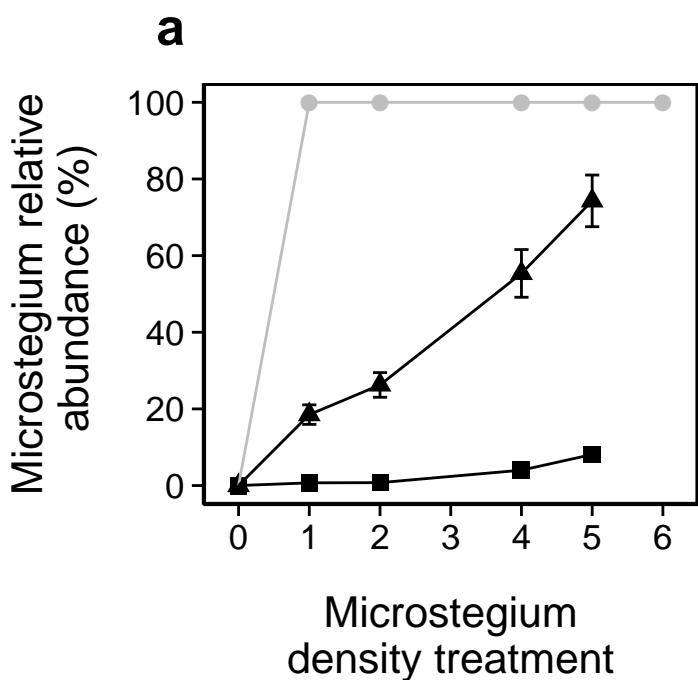 a
Microstegium relative
abundance (%)
100
80
60
40
20
0
0 1 2 3 4 5 6
Microstegium
density treatment